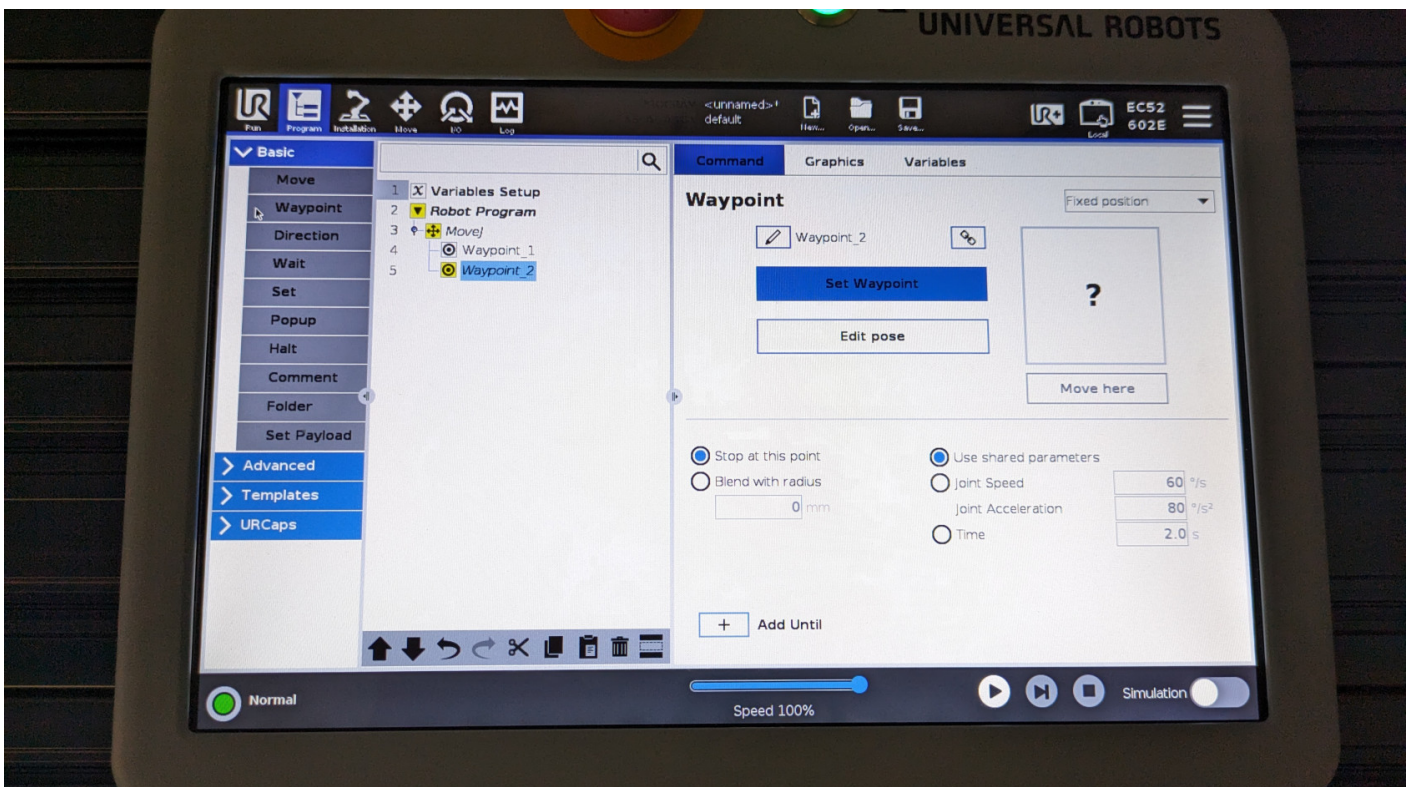 UNIVERSAL ROBOTS
UR
Run
Program
Installation
Move
I/O
Log
<unnamed>*
default
New...
Open...
Save...
UR+
Local
EC52
602E
Basic
Move
Waypoint
Direction
Wait
Set
Popup
Halt
Comment
Folder
Set Payload
Advanced
Templates
URCaps
1 X Variables Setup
2 Robot Program
3 MoveJ
4 Waypoint_1
5 Waypoint_2
Command Graphics Variables
Waypoint
Fixed position
Waypoint_2
Set Waypoint
Edit pose
?
Move here
Stop at this point
Blend with radius
0 mm
Use shared parameters
Joint Speed 60 °/s
Joint Acceleration 80 °/s²
Time 2.0 s
+ Add Until
Normal
Speed 100%
Simulation